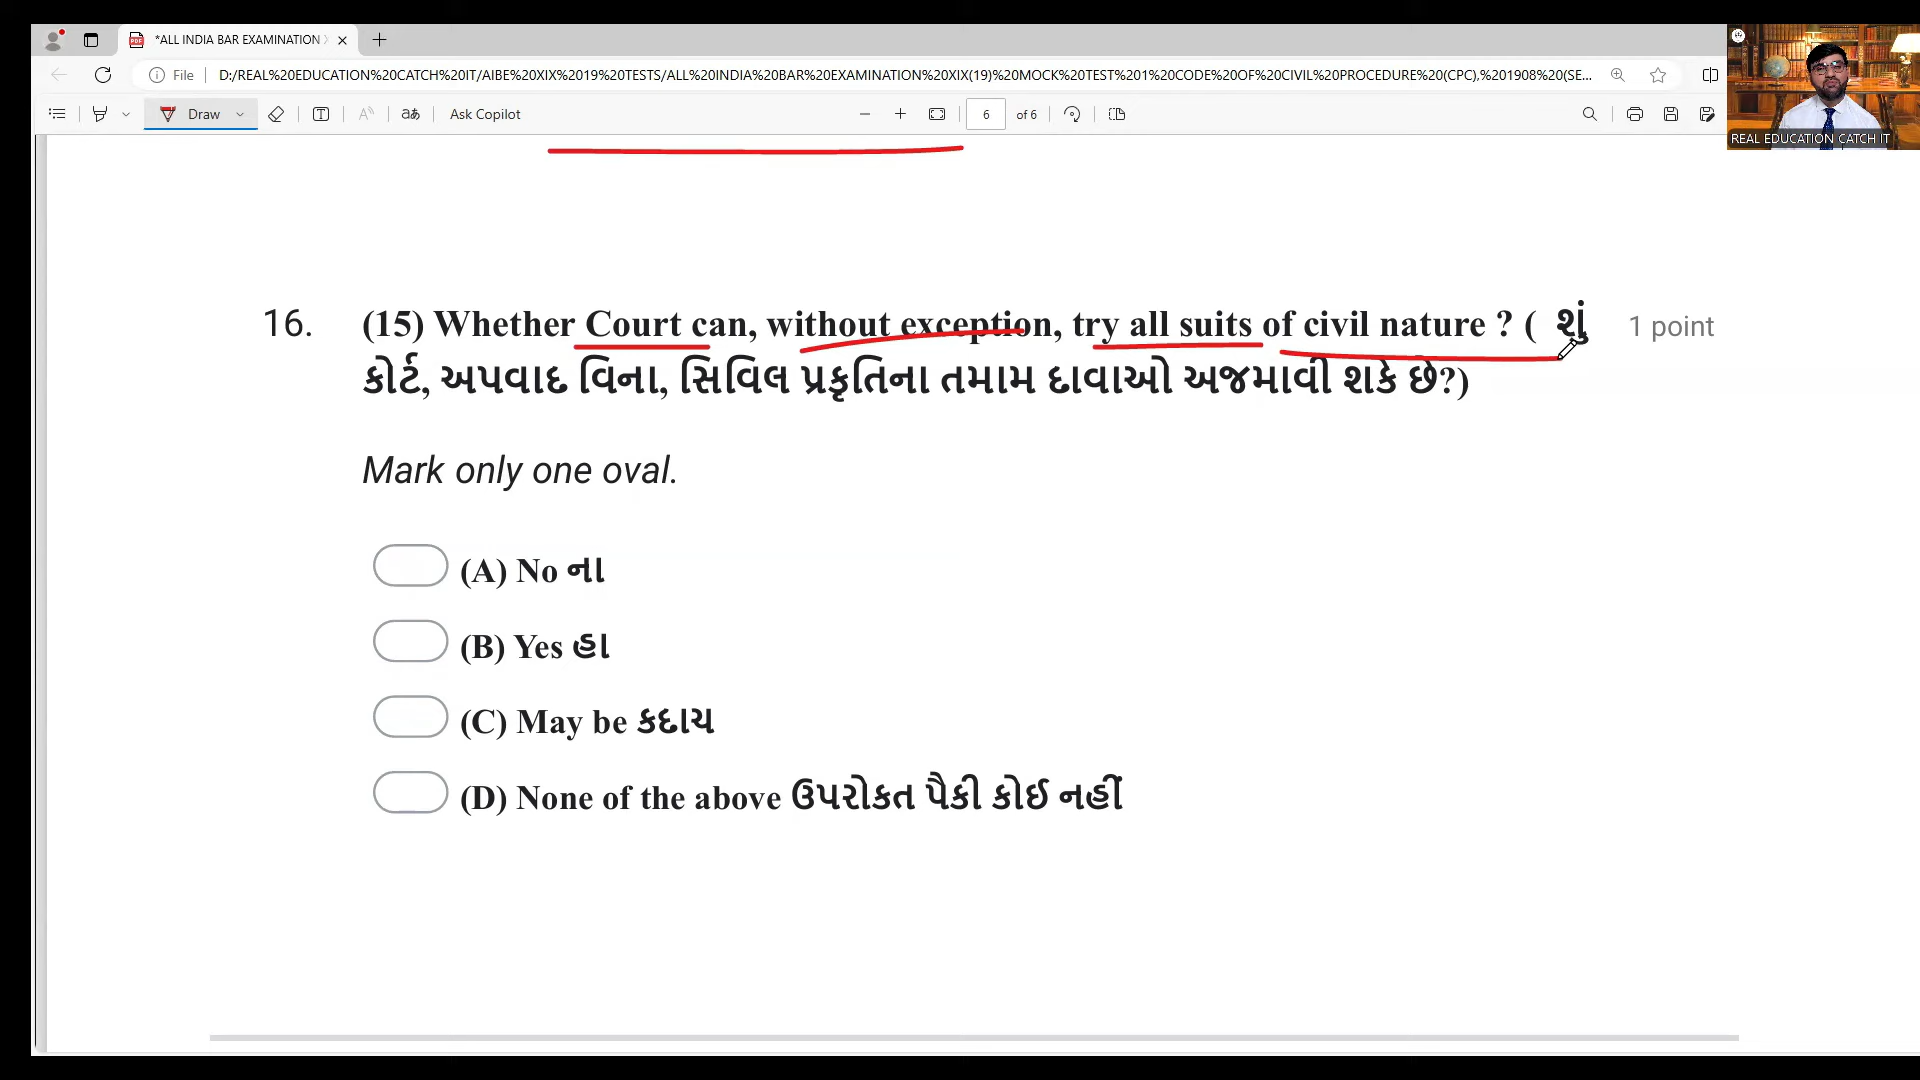 *ALL INDIA BAR EXAMINATION X
File D:/REAL%20EDUCATION%20CATCH%20IT/AIBE%20XIX%2019%20TESTS/ALL%20INDIA%20BAR%20EXAMINATION%20XIX(19)%20MOCK%20TEST%201%20CODE%20OF%20CIVIL%20PROCEDURE%20(CPC),%201908%20(SE...
Draw Ask Copilot 6 of 6
REAL EDUCATION CATCH IT
16. (15) Whether Court can, without exception, try all suits of civil nature ? ( શું 1 point
કોર્ટ, અપવાદ વિના, સિવિલ પ્રકૃતિના તમામ દાવાઓ અજમાવી શકે છે?)
Mark only one oval.
(A) No ના
(B) Yes હા
(C) May be કદાચ
(D) None of the above ઉપરોકત પૈકી કોઈ નહીં